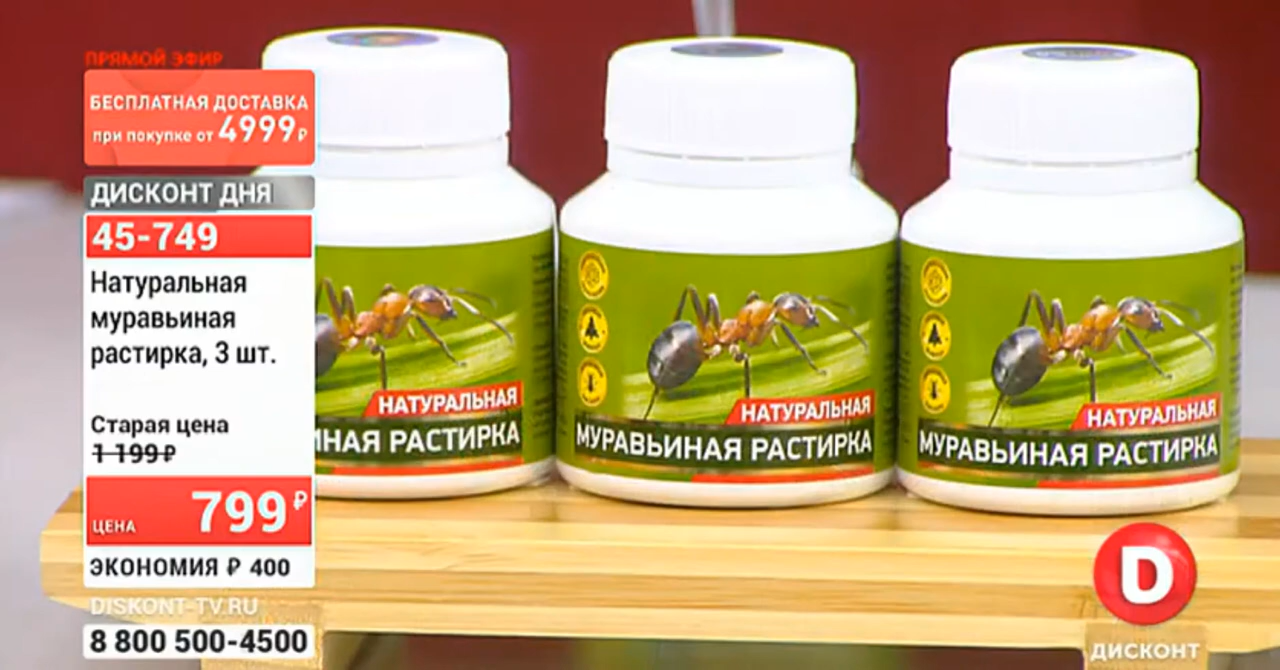 ПРЯМОЙ ЭФИР
БЕСПЛАТНАЯ ДОСТАВКА
при покупке от 4999₽
ДИСКОНТ ДНЯ
45-749
Натуральная
муравьиная
растирка, 3 шт.
Старая цена
1 199₽
ЦЕНА 799₽
ЭКОНОМИЯ ₽ 400
DISKONT-TV.RU
8 800 500-4500
НАТУРАЛЬНАЯ
РАСТИРКА
НАТУРАЛЬНАЯ
МУРАВЬИНАЯ РАСТИРКА
НАТУРАЛЬНАЯ
МУРАВЬИНАЯ РАСТИРКА
D
ДИСКОНТ